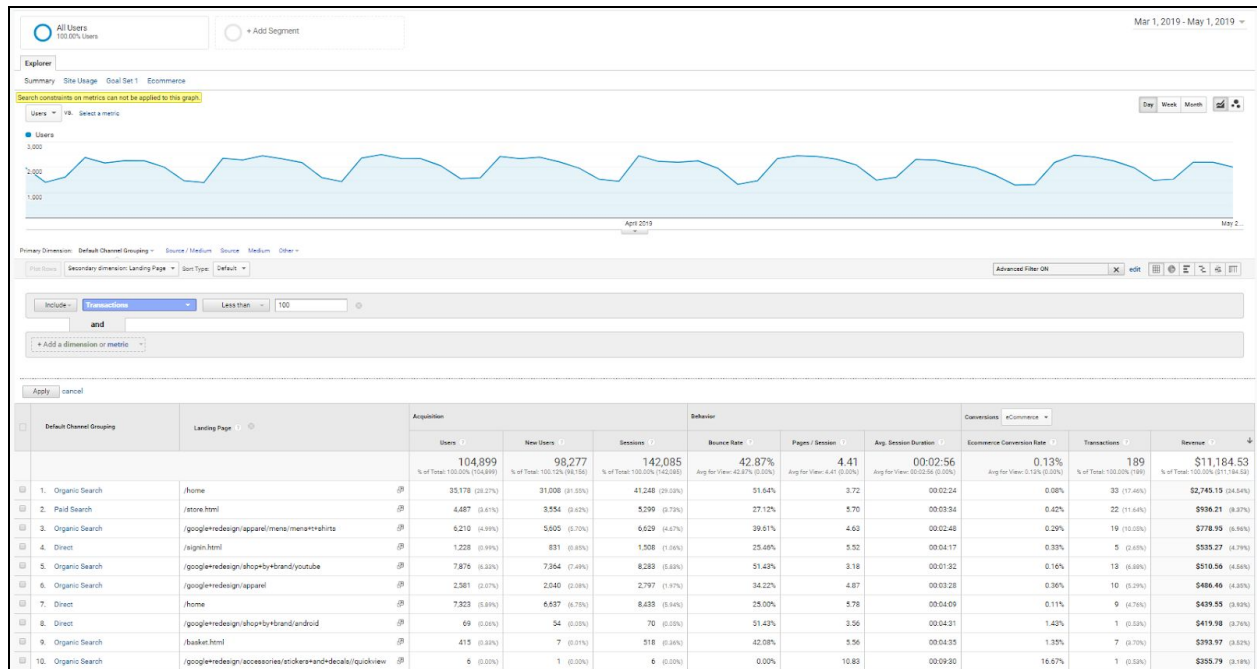 All Users
100.00% Users
+ Add Segment
Mar 1, 2019 - May 1, 2019
Explorer
Summary Site Usage Goal Set 1 Ecommerce
Search constraints on metrics can not be applied to this graph.
Users VS. Select a metric
Day Week Month
Users
3,000
2,000
1,000
April 2019
May 2...
Primary Dimension: Default Channel Grouping Source / Medium Source Medium Other
Plot Rows Secondary dimension: Landing Page Sort Type: Default Advanced Filter ON edit
Include Transactions Less than 100
and
+ Add a dimension or metric
Apply cancel
Default Channel Grouping Landing Page Acquisition Behavior Conversions eCommerce
Users New Users Sessions Bounce Rate Pages / Session Avg. Session Duration Ecommerce Conversion Rate Transactions Revenue
104,899 98,277 142,085 42.87% 4.41 00:02:56 0.13% 189 $11,184.53
% of Total: 100.00% (104,899) % of Total: 100.12% (98,156) % of Total: 100.00% (142,085) Avg for View: 42.87% (0.00%) Avg for View: 4.41 (0.00%) Avg for View: 00:02:56 (0.00%) Avg for View: 0.13% (0.00%) % of Total: 100.00% (189) % of Total: 100.00% ($11,184.53)
1. Organic Search /home 35,178 (28.27%) 31,008 (31.55%) 41,248 (29.03%) 51.64% 3.72 00:02:24 0.08% 33 (17.46%) $2,745.15 (24.54%)
2. Paid Search /store.html 4,487 (3.61%) 3,554 (3.62%) 5,299 (3.73%) 27.12% 5.70 00:03:34 0.42% 22 (11.64%) $936.21 (8.37%)
3. Organic Search /google+redesign/apparel/mens/mens+t+shirts 6,210 (4.99%) 5,605 (5.70%) 6,629 (4.67%) 39.61% 4.63 00:02:48 0.29% 19 (10.05%) $778.95 (6.96%)
4. Direct /signin.html 1,228 (0.99%) 831 (0.85%) 1,508 (1.06%) 25.46% 5.52 00:04:17 0.33% 5 (2.65%) $535.27 (4.79%)
5. Organic Search /google+redesign/shop+by+brand/youtube 7,876 (6.33%) 7,364 (7.49%) 8,283 (5.83%) 51.43% 3.18 00:01:32 0.16% 13 (6.88%) $510.56 (4.56%)
6. Organic Search /google+redesign/apparel 2,581 (2.07%) 2,040 (2.08%) 2,797 (1.97%) 34.22% 4.87 00:03:28 0.36% 10 (5.29%) $486.46 (4.35%)
7. Direct /home 7,323 (5.89%) 6,637 (6.75%) 8,433 (5.94%) 25.00% 5.78 00:04:09 0.11% 9 (4.76%) $439.55 (3.93%)
8. Direct /google+redesign/shop+by+brand/android 69 (0.06%) 54 (0.05%) 70 (0.05%) 51.43% 3.56 00:04:31 1.43% 1 (0.53%) $419.98 (3.76%)
9. Organic Search /basket.html 415 (0.33%) 7 (0.01%) 518 (0.36%) 42.08% 5.56 00:04:35 1.35% 7 (3.70%) $393.97 (3.52%)
10. Organic Search /google+redesign/accessories/stickers+and+decals//quickview 6 (0.00%) 1 (0.00%) 6 (0.00%) 0.00% 10.83 00:09:30 16.67% 1 (0.53%) $355.79 (3.18%)